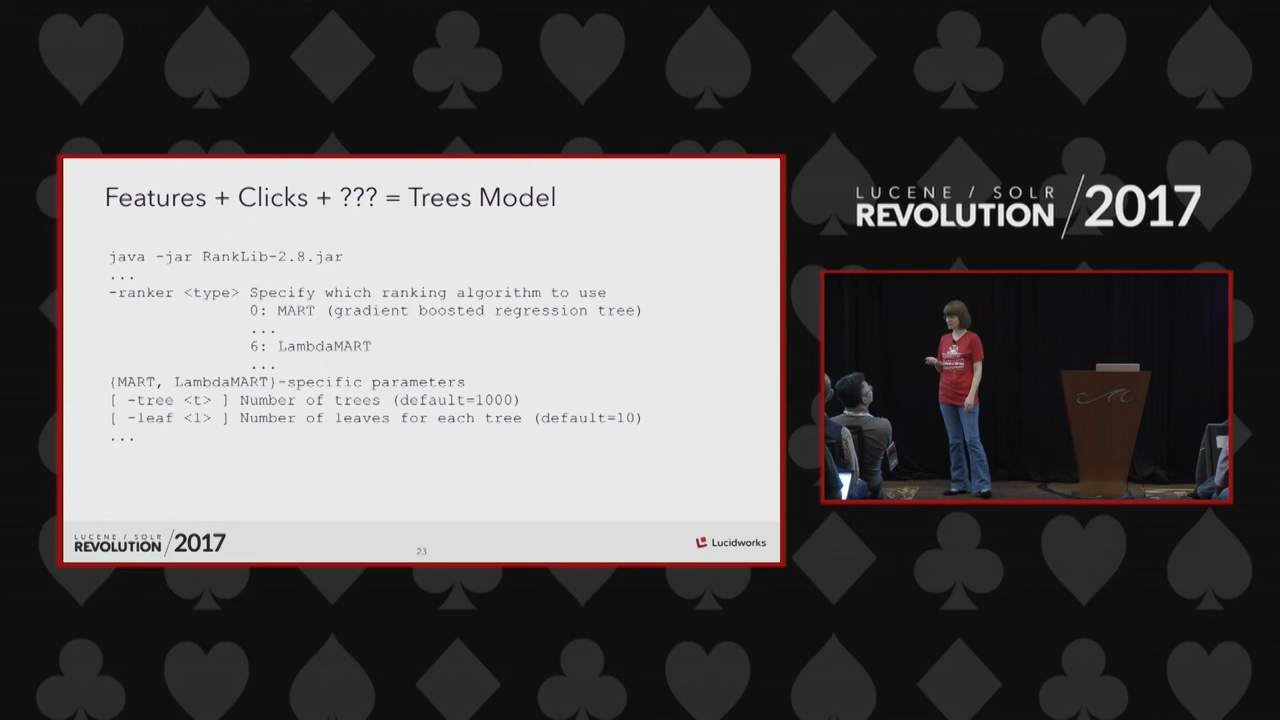 Features + Clicks + ??? = Trees Model
java -jar RankLib-2.8.jar
...
-ranker <type> Specify which ranking algorithm to use
0: MART (gradient boosted regression tree)
...
6: LambdaMART
...
{MART, LambdaMART}-specific parameters
[ -tree <t> ] Number of trees (default=1000)
[ -leaf <l> ] Number of leaves for each tree (default=10)
...
LUCENE / SOLR
REVOLUTION / 2017
23
Lucidworks
LUCENE / SOLR
REVOLUTION / 2017